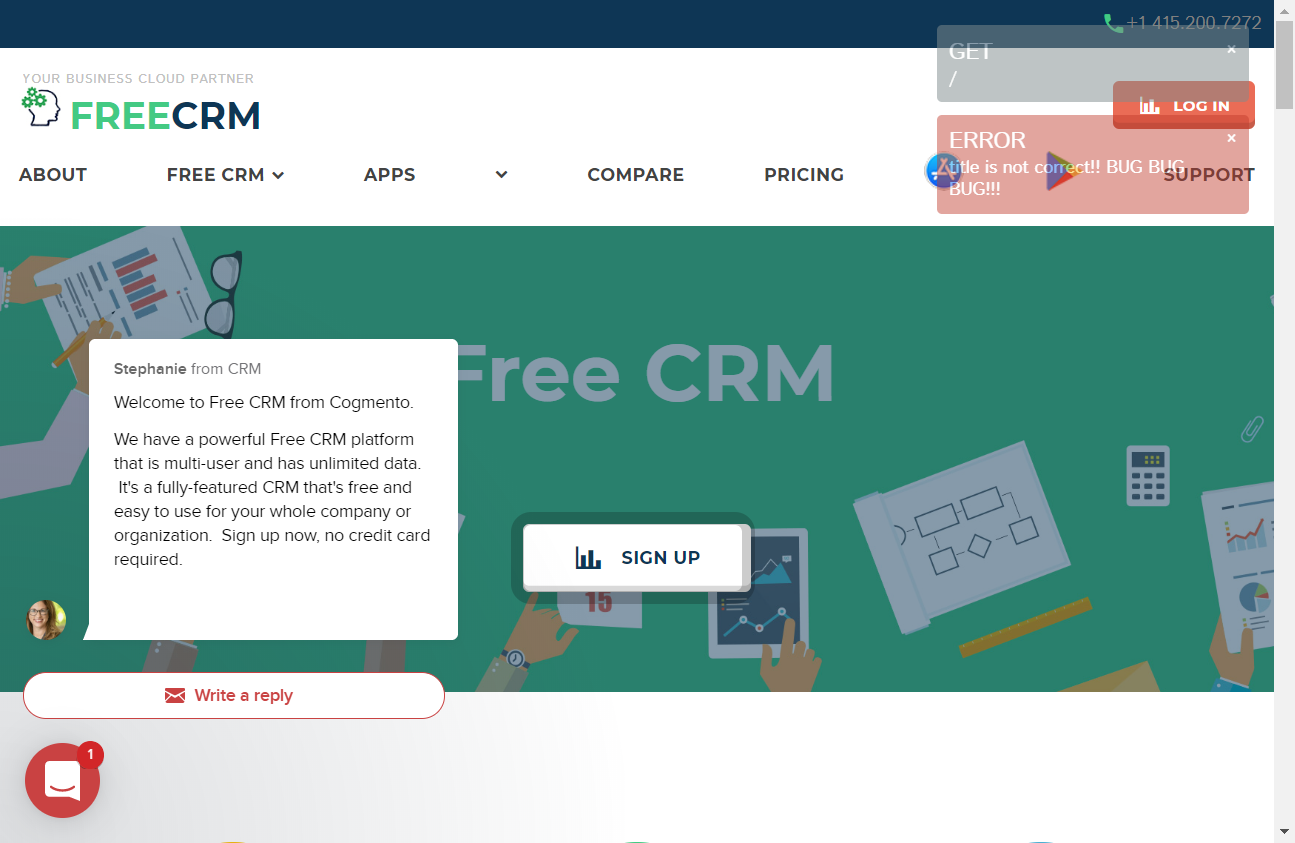 +1 415.200.7272
GET
/
×
YOUR BUSINESS CLOUD PARTNER
FREECRM
LOG IN
ERROR
×
title is not correct!! BUG BUG
BUG!!!
ABOUT
FREE CRM
APPS
COMPARE
PRICING
SUPPORT
Free CRM
Stephanie from CRM
Welcome to Free CRM from Cogmento.
We have a powerful Free CRM platform
that is multi-user and has unlimited data.
It's a fully-featured CRM that's free and
easy to use for your whole company or
organization.  Sign up now, no credit card
required.
SIGN UP
15
Write a reply
1